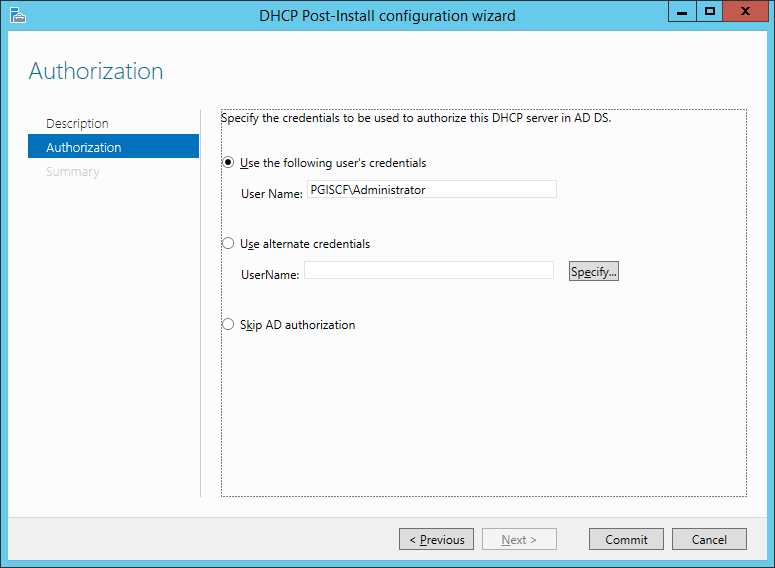 DHCP Post-Install configuration wizard
Authorization
Description
Authorization
Summary
Specify the credentials to be used to authorize this DHCP server in AD DS.
Use the following user's credentials
User Name: PGISCF\Administrator
Use alternate credentials
UserName:
Specify...
Skip AD authorization
< Previous
Next >
Commit
Cancel